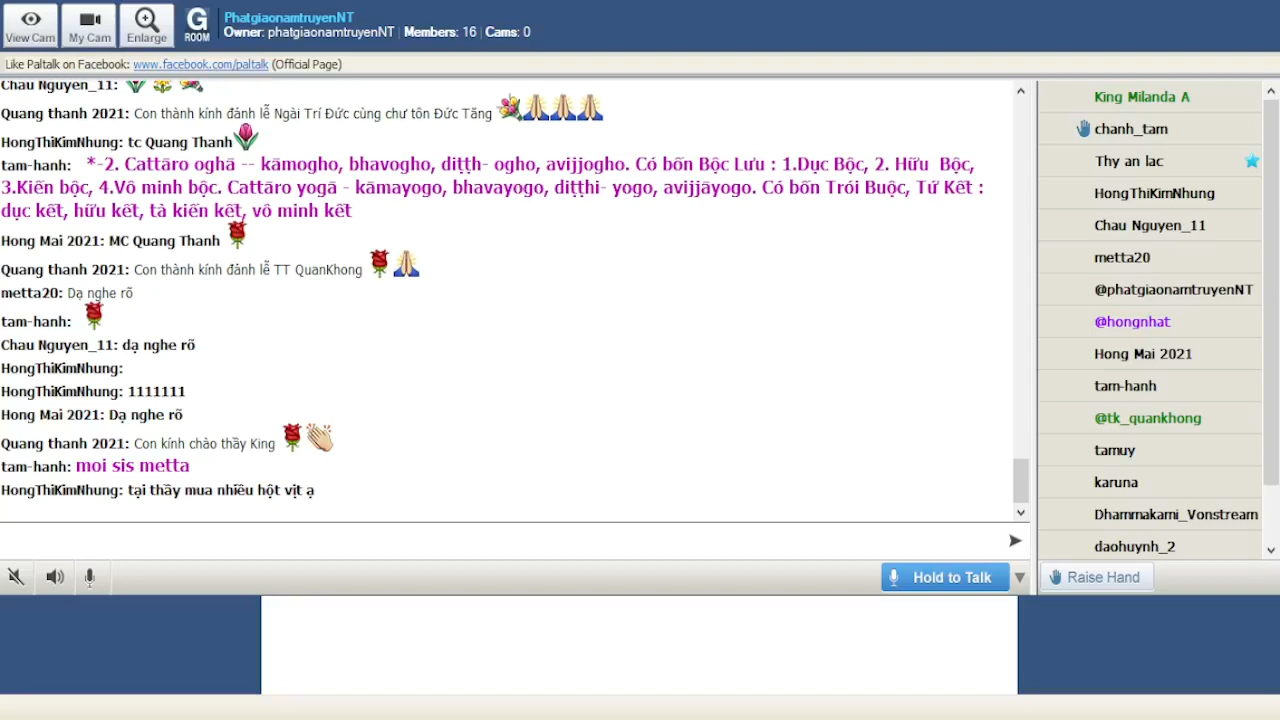 PhatgiaonamtruyenNT
Owner: phatgiaonamtruyenNT | Members: 16 | Cams: 0
View Cam
My Cam
Enlarge
G
ROOM
Like Paltalk on Facebook: www.facebook.com/paltalk (Official Page)
Chau Nguyen_11:
Quang thanh 2021: Con thành kính đảnh lễ Ngài Trí Đức cùng chư tôn Đức Tăng
HongThiKimNhung: tc Quang Thanh
tam-hanh: *-2. Cattāro oghā -- kāmogho, bhavogho, diṭṭh- ogho, avijjogho. Có bốn Bộc Lưu : 1.Dục Bộc, 2. Hữu Bộc,
3.Kiến bộc, 4.Vô minh bộc. Cattāro yogā - kāmayogo, bhavayogo, diṭṭhi- yogo, avijjāyogo. Có bốn Trói Buộc, Tứ Kết :
dục kết, hữu kết, tà kiến kết, vô minh kết
Hong Mai 2021: MC Quang Thanh
Quang thanh 2021: Con thành kính đảnh lễ TT QuanKhong
metta20: Dạ nghe rõ
tam-hanh:
Chau Nguyen_11: dạ nghe rõ
HongThiKimNhung:
HongThiKimNhung: 1111111
Hong Mai 2021: Dạ nghe rõ
Quang thanh 2021: Con kính chào thầy King
tam-hanh: moi sis metta
HongThiKimNhung: tại thầy mua nhiều hột vịt ạ
Hold to Talk
King Milanda A
chanh_tam
Thy an lac
HongThiKimNhung
Chau Nguyen_11
metta20
@phatgiaonamtruyenNT
@hongnhat
Hong Mai 2021
tam-hanh
@tk_quankhong
tamuy
karuna
Dhammakami_Vonstream
daohuynh_2
Raise Hand